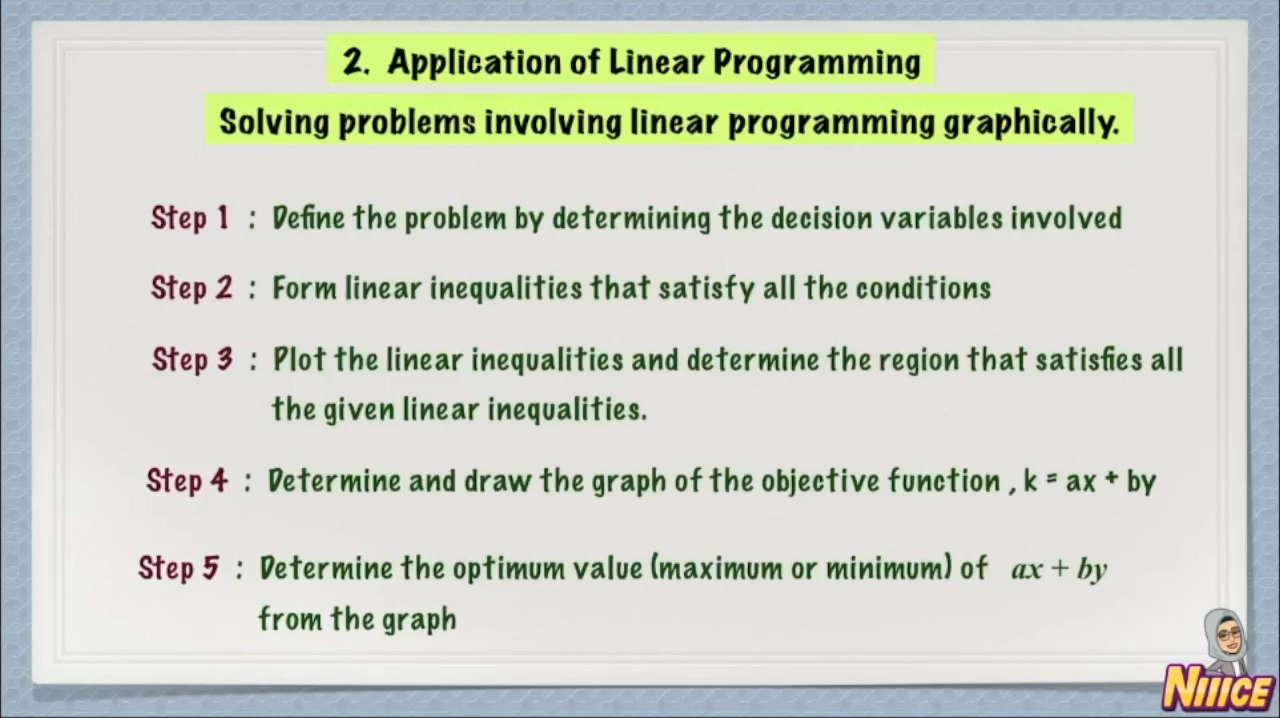 2. Application of Linear Programming
Solving problems involving linear programming graphically.
Step 1 : Define the problem by determining the decision variables involved
Step 2 : Form linear inequalities that satisfy all the conditions
Step 3 : Plot the linear inequalities and determine the region that satisfies all
the given linear inequalities.
Step 4 : Determine and draw the graph of the objective function , k = ax + by
Step 5 : Determine the optimum value (maximum or minimum) of ax + by
from the graph
NIIICE